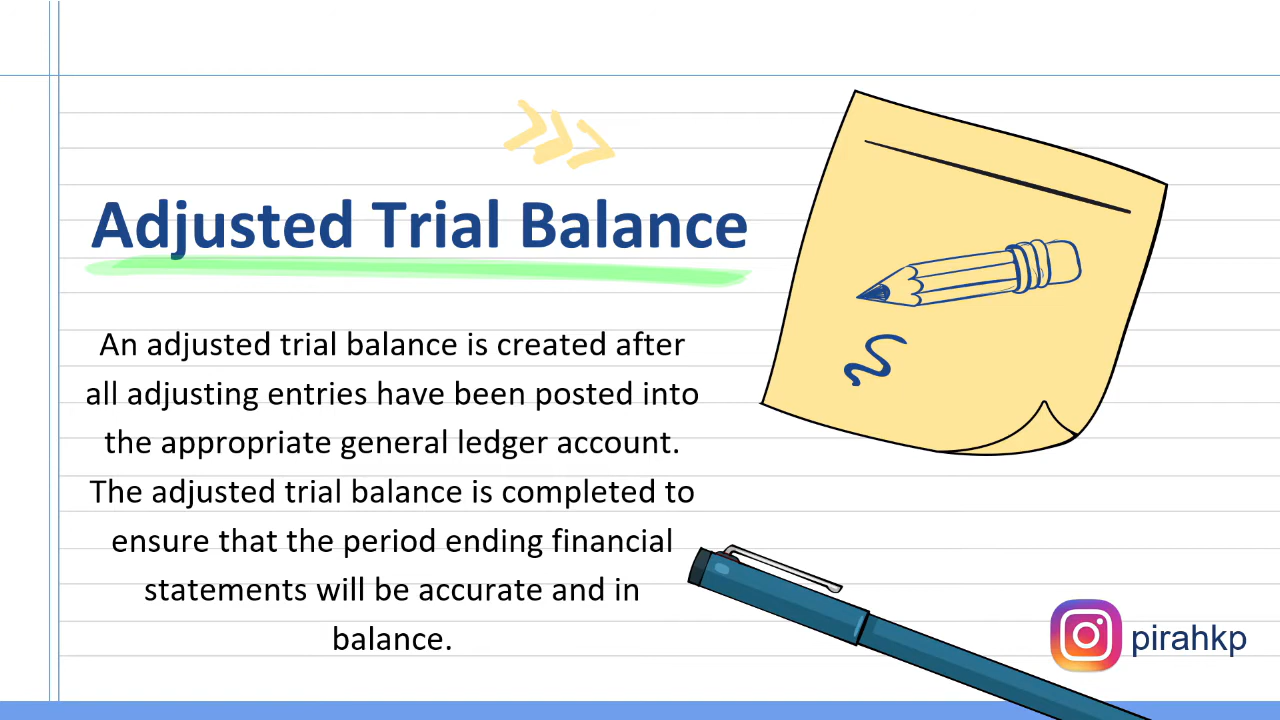 Adjusted Trial Balance
An adjusted trial balance is created after
all adjusting entries have been posted into
the appropriate general ledger account.
The adjusted trial balance is completed to
ensure that the period ending financial
statements will be accurate and in
balance.
pirahkp